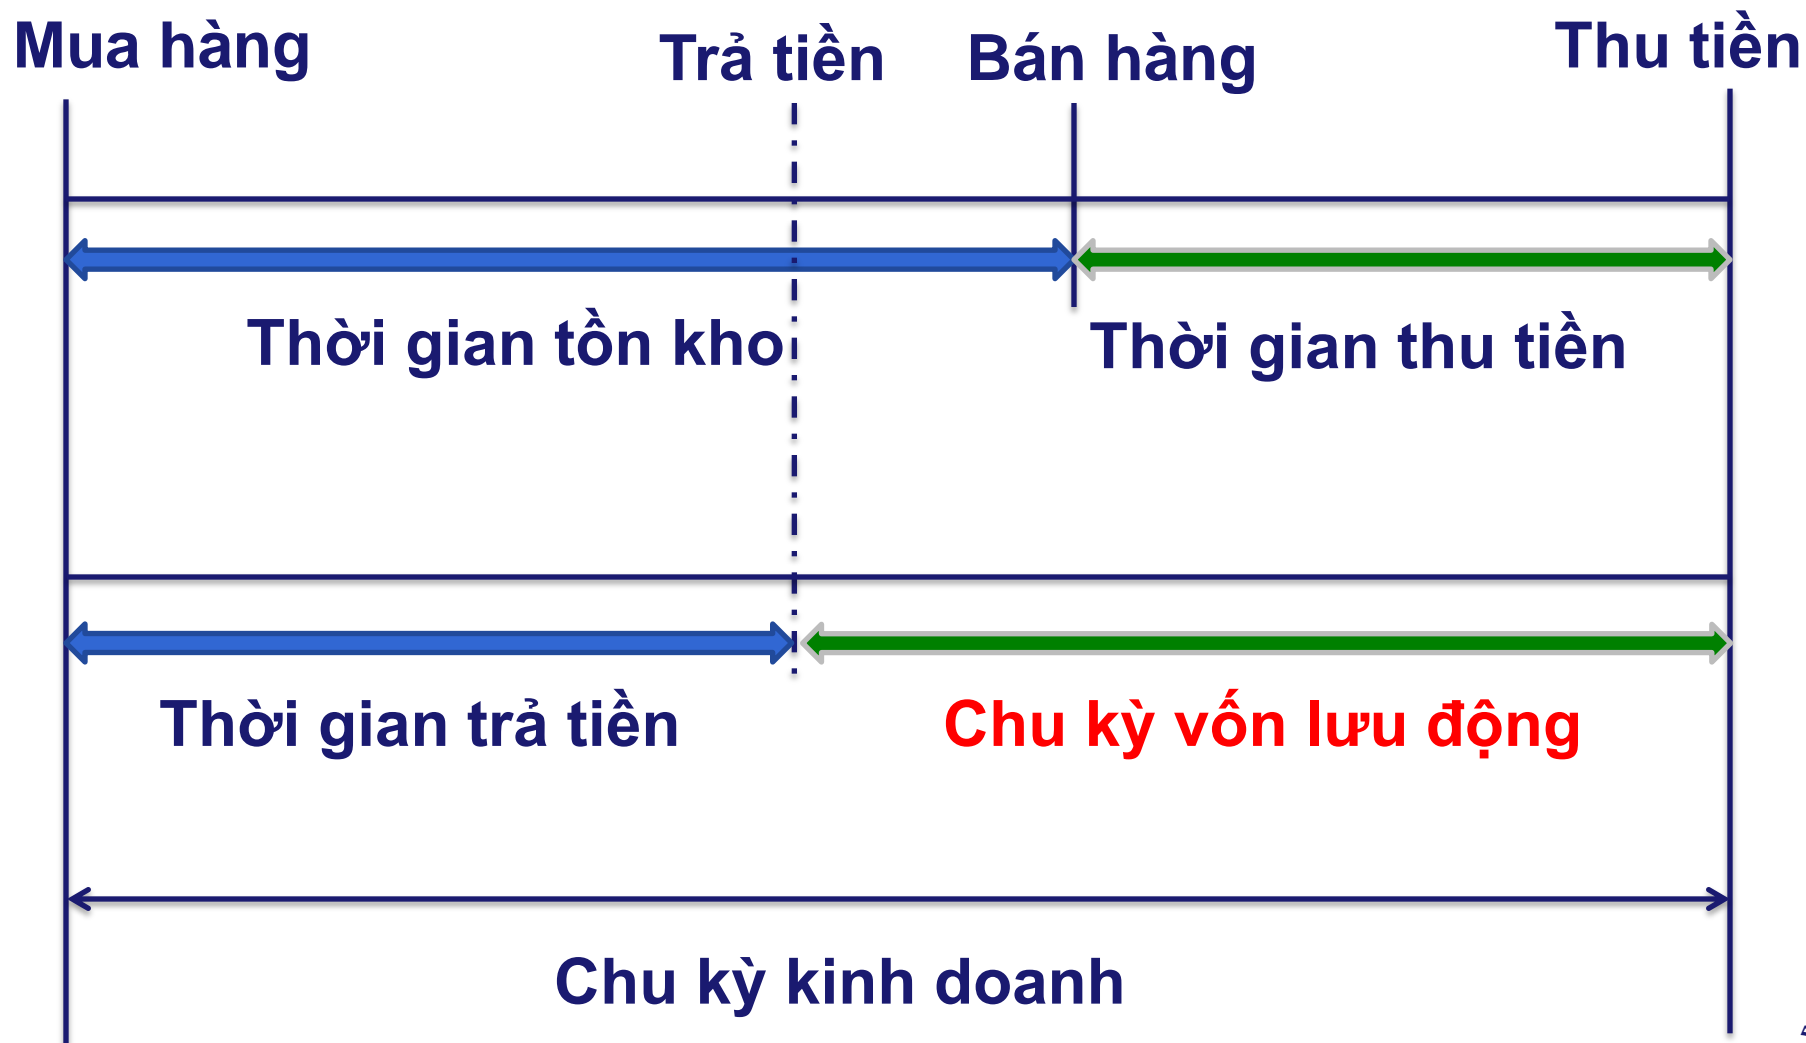 Mua hàng
Trả tiền
Bán hàng
Thu tiền
Thời gian tồn kho
Thời gian thu tiền
Thời gian trả tiền
Chu kỳ vốn lưu động
Chu kỳ kinh doanh